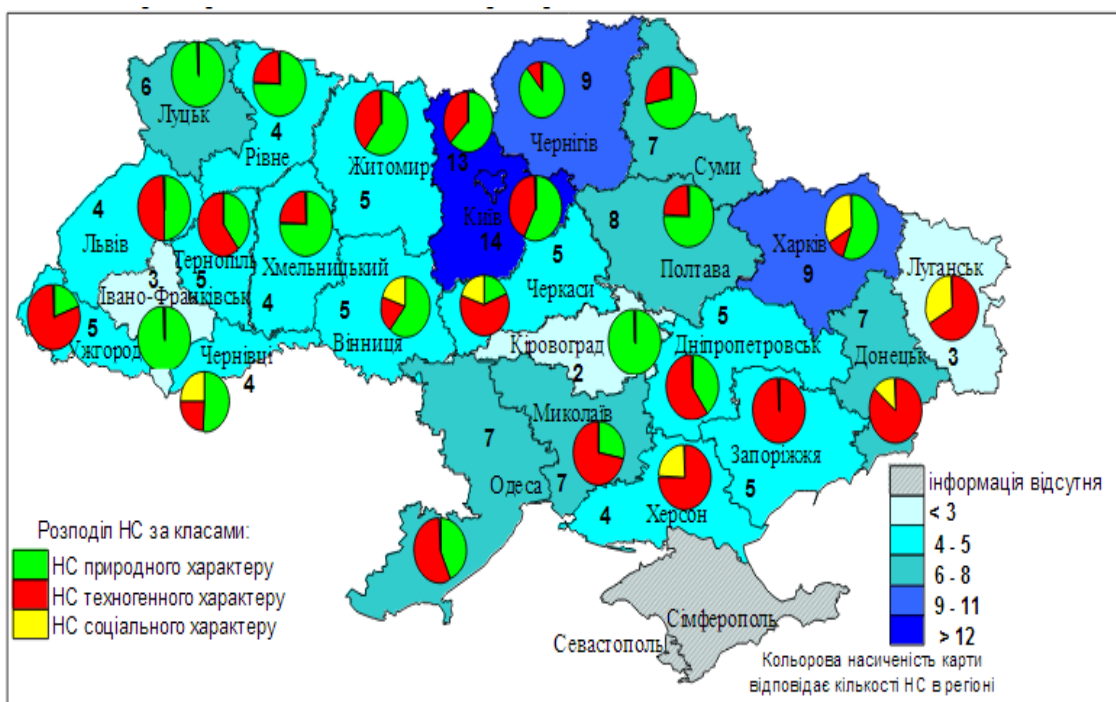 6
Луцьк
4
Рівне
Житомир
5
13
Київ
14
9
Чернігів
7
Суми
4
Львів
Тернопіль
5
Хмельницький
4
3
Івано-Франківськ
5
Ужгород
Чернівці
4
5
Вінниця
5
Черкаси
8
Полтава
Харків
9
Луганськ
3
Кіровоград
2
5
Дніпропетровськ
7
Донецьк
Миколаїв
7
7
Одеса
Запоріжжя
5
4
Херсон
Сімферополь
Севастополь
Розподіл НС за класами:
НС природного характеру
НС техногенного характеру
НС соціального характеру
інформація відсутня
< 3
4 - 5
6 - 8
9 - 11
> 12
Кольорова насиченість карти
відповідає кількості НС в регіоні